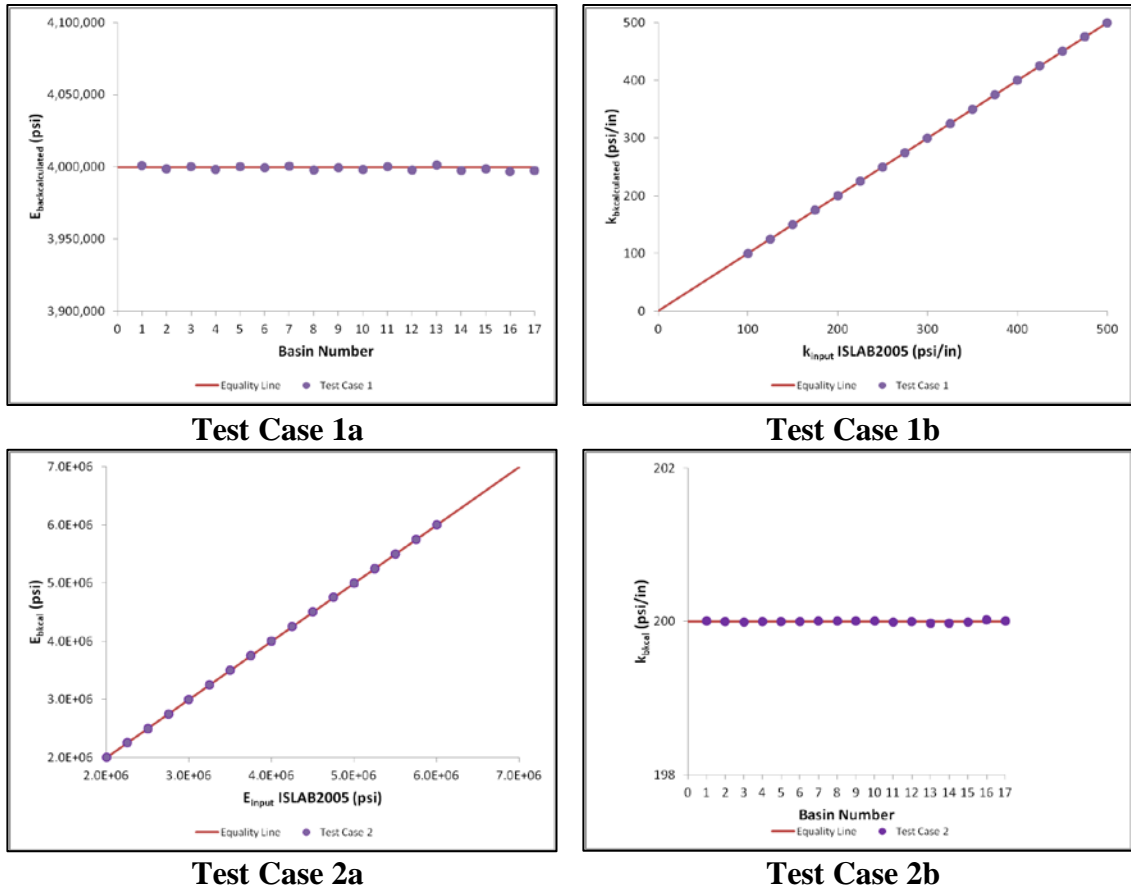 4,100,000
4,050,000
4,000,000
3,950,000
3,900,000
E_backcalculated (psi)
0 1 2 3 4 5 6 7 8 9 10 11 12 13 14 15 16 17
Basin Number
Equality Line Test Case 1
Test Case 1a
500
400
300
200
100
0
k_bkcalculated (psi/in)
0 100 200 300 400 500
k_input ISLAB2005 (psi/in)
Equality Line Test Case 1
Test Case 1b
7.0E+06
6.0E+06
5.0E+06
4.0E+06
3.0E+06
2.0E+06
E_bkcal (psi)
2.0E+06 3.0E+06 4.0E+06 5.0E+06 6.0E+06 7.0E+06
E_input ISLAB2005 (psi)
Equality Line Test Case 2
Test Case 2a
202
200
198
k_bkcal (psi/in)
0 1 2 3 4 5 6 7 8 9 10 11 12 13 14 15 16 17
Basin Number
Equality Line Test Case 2
Test Case 2b